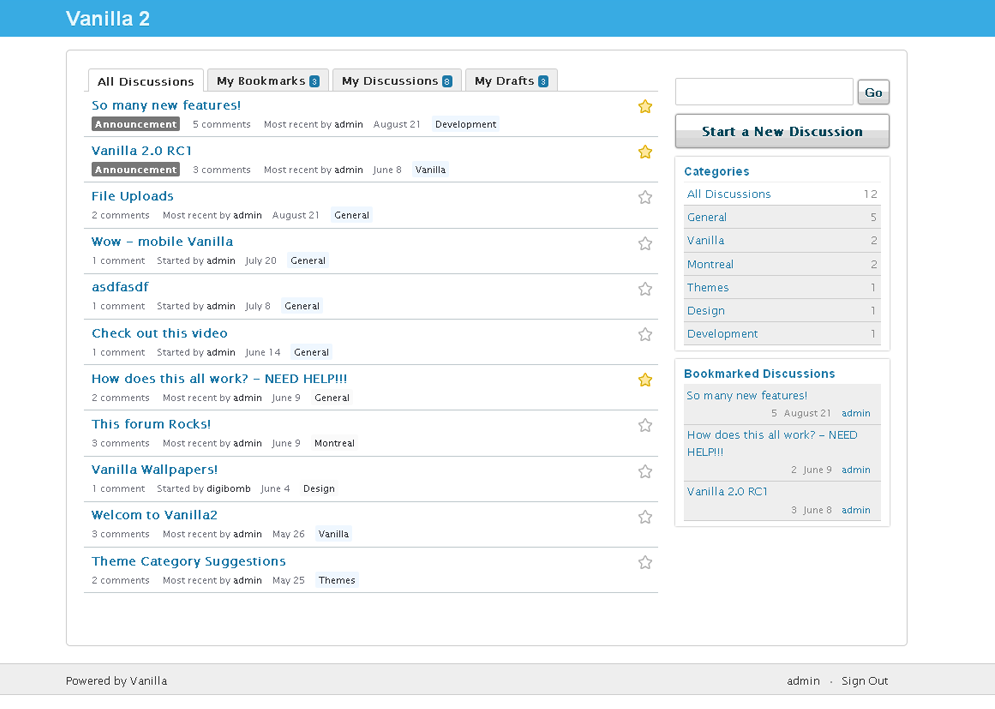 Vanilla 2
All Discussions My Bookmarks 3 My Discussions 8 My Drafts 3
So many new features!
Announcement 5 comments Most recent by admin August 21 Development
Vanilla 2.0 RC1
Announcement 3 comments Most recent by admin June 8 Vanilla
File Uploads
2 comments Most recent by admin August 21 General
Wow - mobile Vanilla
1 comment Started by admin July 20 General
asdfasdf
1 comment Started by admin July 8 General
Check out this video
1 comment Started by admin June 14 General
How does this all work? - NEED HELP!!!
2 comments Most recent by admin June 9 General
This forum Rocks!
3 comments Most recent by admin June 9 Montreal
Vanilla Wallpapers!
1 comment Started by digibomb June 4 Design
Welcom to Vanilla2
3 comments Most recent by admin May 26 Vanilla
Theme Category Suggestions
2 comments Most recent by admin May 25 Themes
Go
Start a New Discussion
Categories
All Discussions 12
General 5
Vanilla 2
Montreal 2
Themes 1
Design 1
Development 1
Bookmarked Discussions
So many new features!
5 August 21 admin
How does this all work? - NEED
HELP!!!
2 June 9 admin
Vanilla 2.0 RC1
3 June 8 admin
Powered by Vanilla
admin · Sign Out